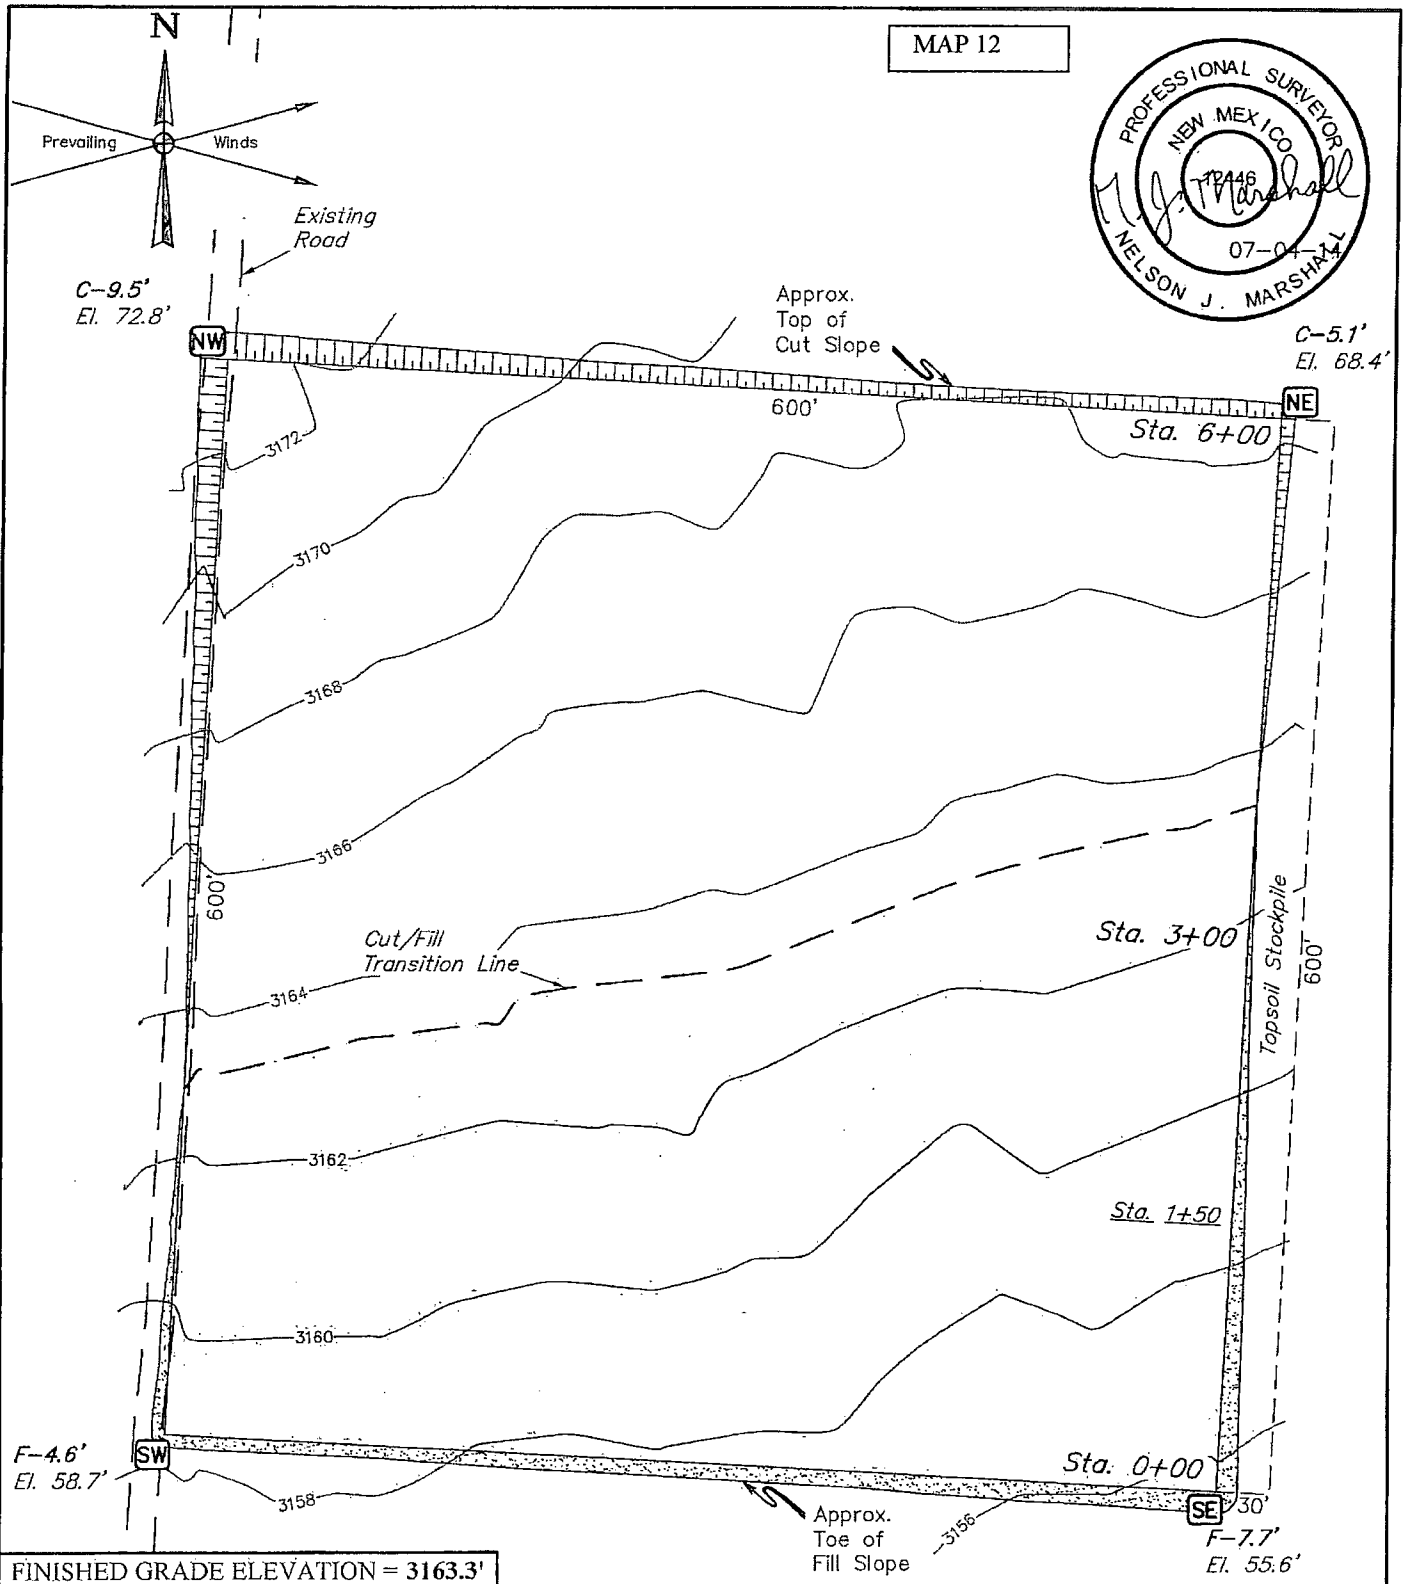 N
MAP 12
PROFESSIONAL SURVEYOR
NEW MEXICO
12446
N.J. Marshall
07-04-14
NELSON J. MARSHALL
Prevailing Winds
Existing
Road
C-9.5'
El. 72.8'
NW
Approx.
Top of
Cut Slope
C-5.1'
El. 68.4'
NE
600'
Sta. 6+00
3172
3170
3168
3166
600'
Cut/Fill
Transition Line
Sta. 3+00
Topsoil Stockpile
600'
3164
3162
Sta. 1+50
3160
F-4.6'
El. 58.7'
SW
3158
Sta. 0+00
Approx.
Toe of
Fill Slope
3156
SE
30'
F-7.7'
El. 55.6'
FINISHED GRADE ELEVATION = 3163.3'